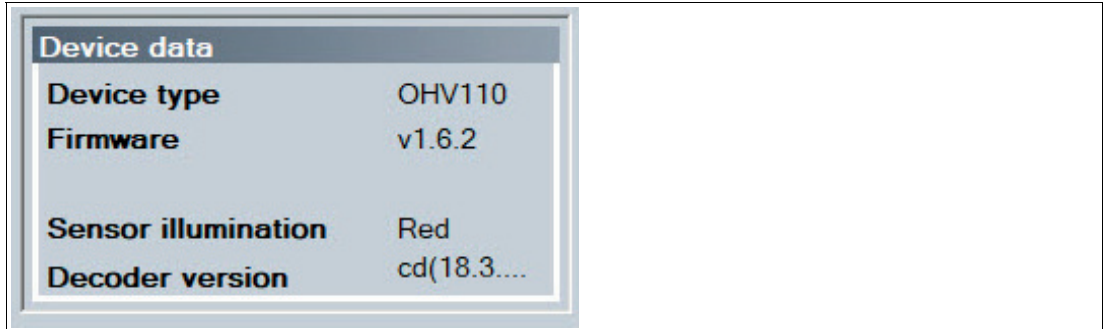 Device data
Device type OHV110
Firmware v1.6.2
Sensor illumination Red
Decoder version cd(18.3....